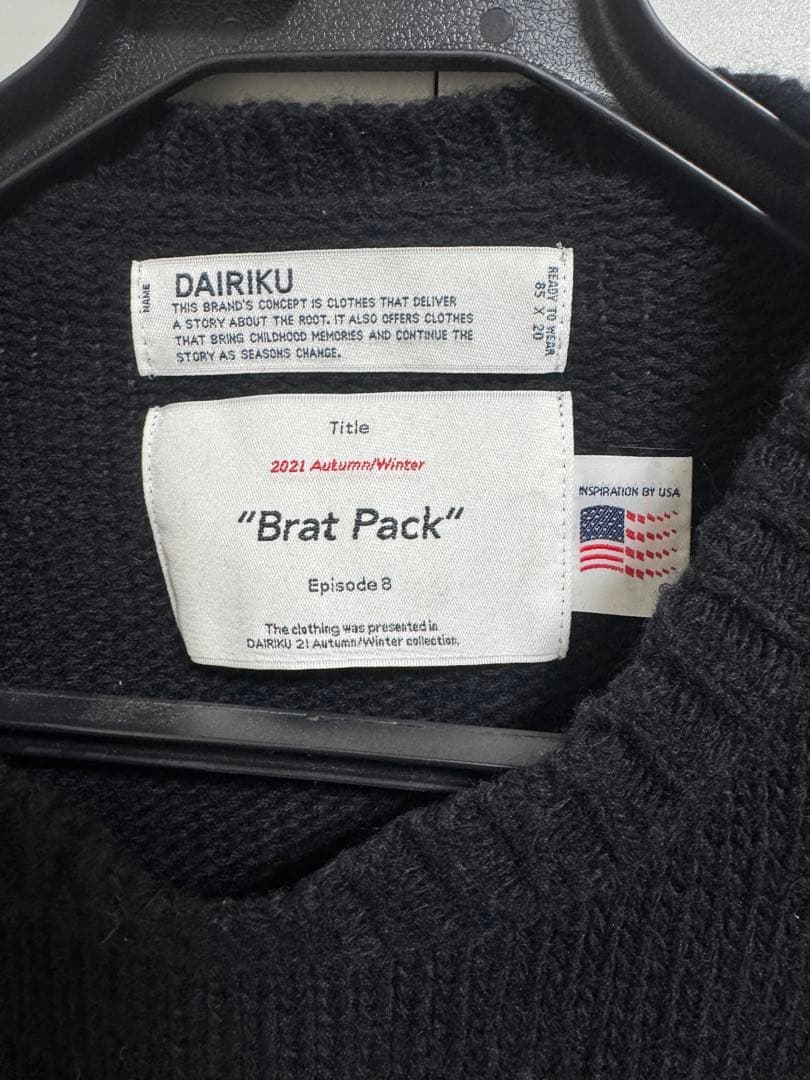 NAME
DAIRIKU
THIS BRAND'S CONCEPT IS CLOTHES THAT DELIVER
A STORY ABOUT THE ROOT. IT ALSO OFFERS CLOTHES
THAT BRING CHILDHOOD MEMORIES AND CONTINUE THE
STORY AS SEASONS CHANGE.
READY TO WEAR
85 X 20
Title
2021 Autumn/Winter
"Brat Pack"
Episode 8
The clothing was presented in
DAIRIKU 21 Autumn/Winter collection.
INSPIRATION BY USA